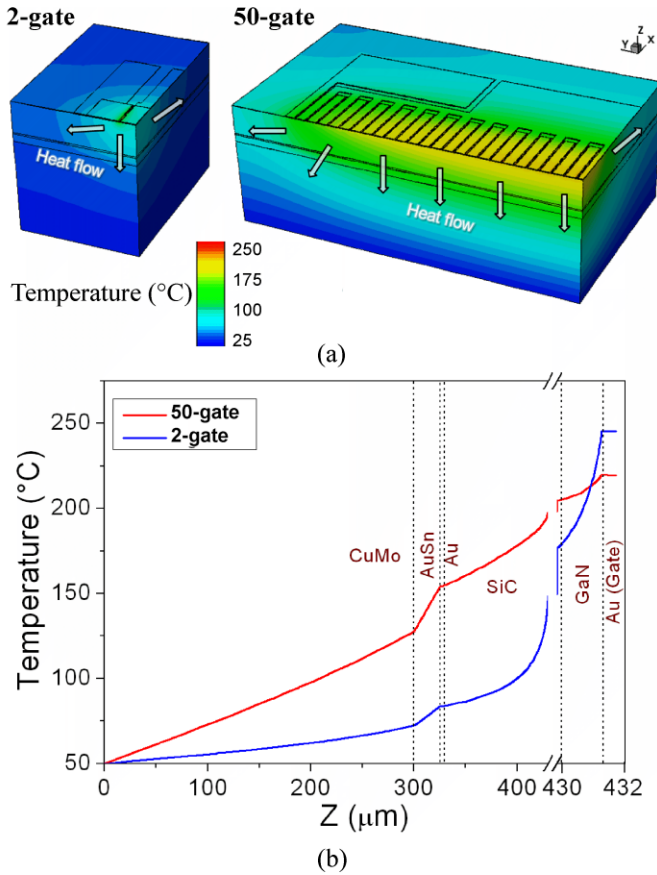 2-gate
50-gate
Z
Y
X
Heat flow
Heat flow
Temperature (°C)
250
175
100
25
(a)
50-gate
2-gate
250
200
150
100
50
Temperature (°C)
CuMo
AuSn
Au
SiC
GaN
Au (Gate)
0
100
200
300
400
430
432
Z (μm)
(b)